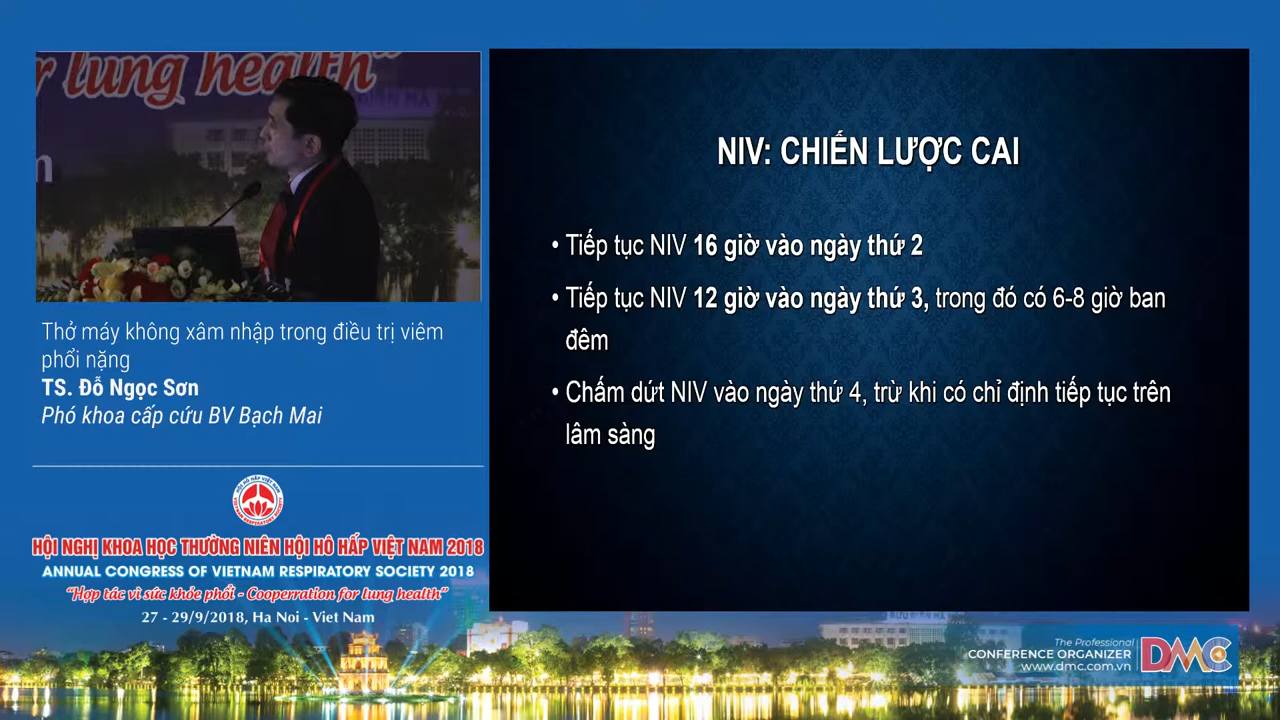 r lung health"
Thở máy không xâm nhập trong điều trị viêm
phổi nặng
TS. Đỗ Ngọc Sơn
Phó khoa cấp cứu BV Bạch Mai
HỘI NGHỊ KHOA HỌC THƯỜNG NIÊN HỘI HÔ HẤP VIỆT NAM 2018
ANNUAL CONGRESS OF VIETNAM RESPIRATORY SOCIETY 2018
"Hợp tác vì sức khỏe phổi - Cooperration for lung health"
27 - 29/9/2018, Ha Noi - Viet Nam
NIV: CHIẾN LƯỢC CAI
• Tiếp tục NIV 16 giờ vào ngày thứ 2
• Tiếp tục NIV 12 giờ vào ngày thứ 3, trong đó có 6-8 giờ ban
đêm
• Chấm dứt NIV vào ngày thứ 4, trừ khi có chỉ định tiếp tục trên
lâm sàng
The Professional
CONFERENCE ORGANIZER
www.dmc.com.vn
DMC